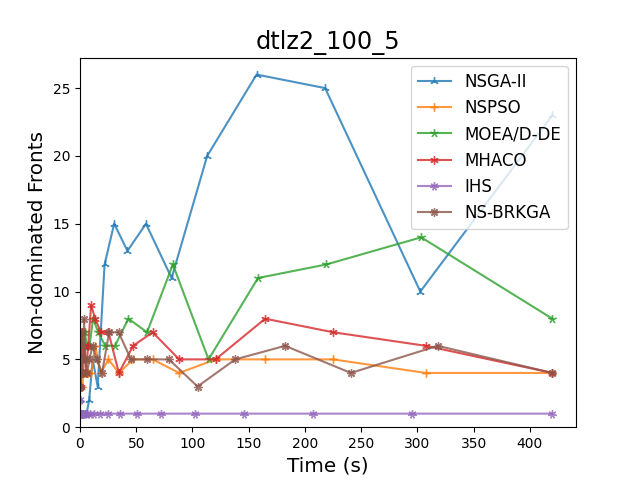 dtlz2_100_5
Non-dominated Fronts
25
20
15
10
5
0
0 50 100 150 200 250 300 350 400
Time (s)
NSGA-II
NSPSO
MOEA/D-DE
MHACO
IHS
NS-BRKGA